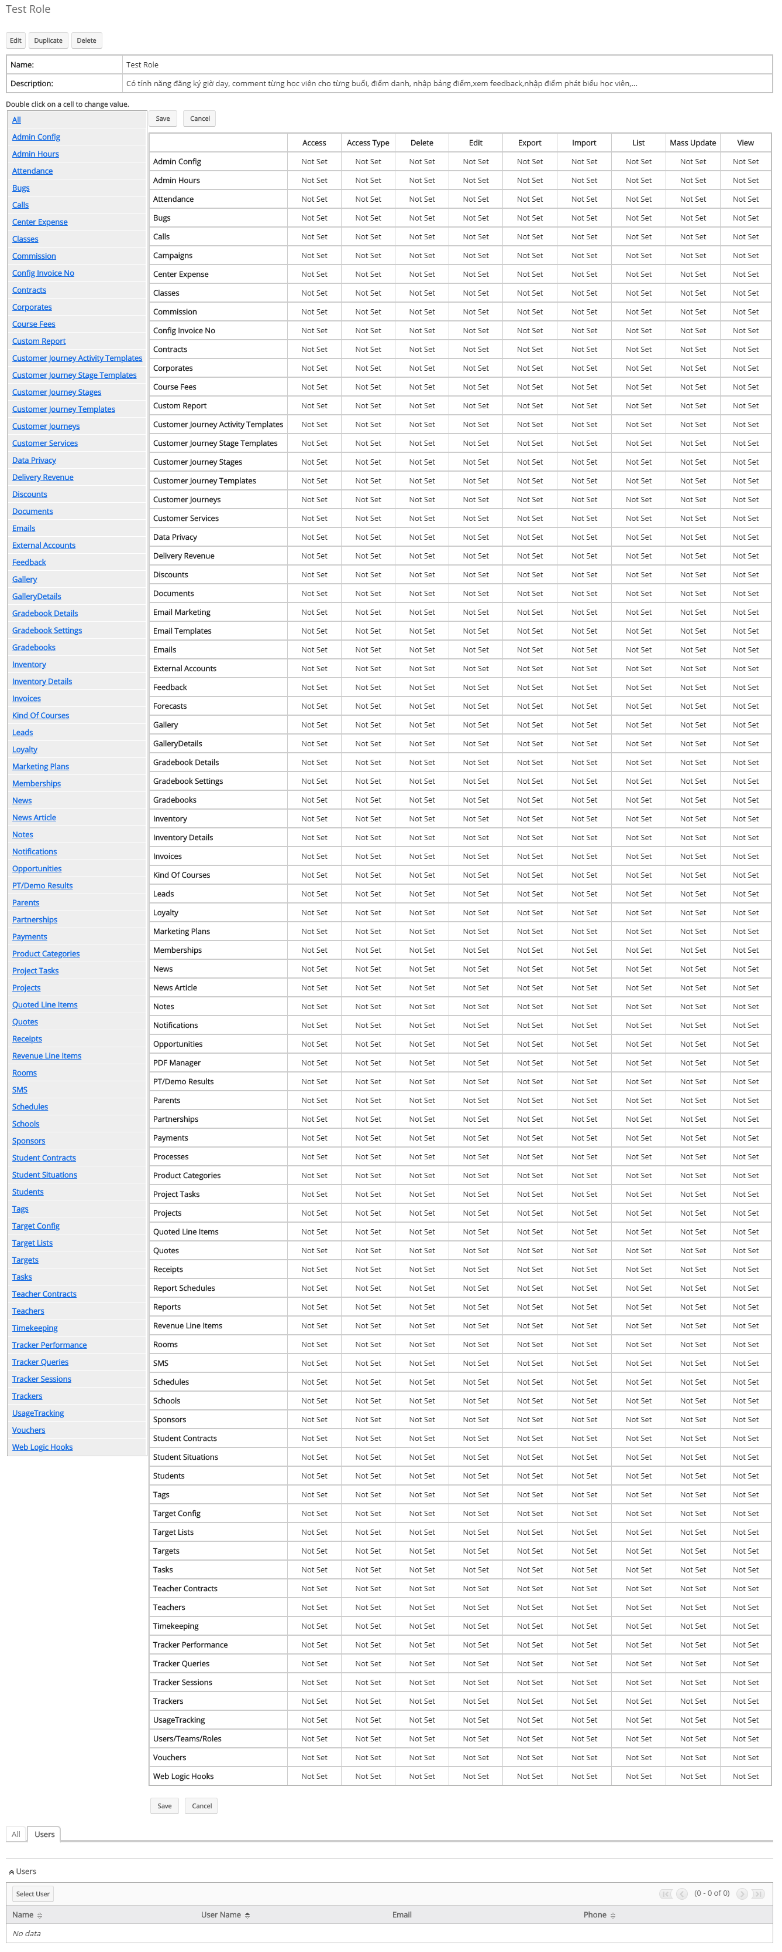 Test Role
Edit Duplicate Delete
Name: Test Role
Description: Có tính năng đăng ký giờ dạy, comment từng học viên cho từng buổi, điểm danh, nhập bảng điểm,xem feedback,nhập điểm phát biểu học viên,...
Double click on a cell to change value.
All
Admin Config
Admin Hours
Attendance
Bugs
Calls
Center Expense
Classes
Commission
Config Invoice No
Contracts
Corporates
Course Fees
Custom Report
Customer Journey Activity Templates
Customer Journey Stage Templates
Customer Journey Stages
Customer Journey Templates
Customer Journeys
Customer Services
Data Privacy
Delivery Revenue
Discounts
Documents
Emails
External Accounts
Feedback
Gallery
GalleryDetails
Gradebook Details
Gradebook Settings
Gradebooks
Inventory
Inventory Details
Invoices
Kind Of Courses
Leads
Loyalty
Marketing Plans
Memberships
News
News Article
Notes
Notifications
Opportunities
PT/Demo Results
Parents
Partnerships
Payments
Product Categories
Project Tasks
Projects
Quoted Line Items
Quotes
Receipts
Revenue Line Items
Rooms
SMS
Schedules
Schools
Sponsors
Student Contracts
Student Situations
Students
Tags
Target Config
Target Lists
Targets
Tasks
Teacher Contracts
Teachers
Timekeeping
Tracker Performance
Tracker Queries
Tracker Sessions
Trackers
UsageTracking
Vouchers
Web Logic Hooks
Save Cancel
Access Access Type Delete Edit Export Import List Mass Update View
Admin Config Not Set Not Set Not Set Not Set Not Set Not Set Not Set Not Set Not Set
Admin Hours Not Set Not Set Not Set Not Set Not Set Not Set Not Set Not Set Not Set
Attendance Not Set Not Set Not Set Not Set Not Set Not Set Not Set Not Set Not Set
Bugs Not Set Not Set Not Set Not Set Not Set Not Set Not Set Not Set Not Set
Calls Not Set Not Set Not Set Not Set Not Set Not Set Not Set Not Set Not Set
Campaigns Not Set Not Set Not Set Not Set Not Set Not Set Not Set Not Set Not Set
Center Expense Not Set Not Set Not Set Not Set Not Set Not Set Not Set Not Set Not Set
Classes Not Set Not Set Not Set Not Set Not Set Not Set Not Set Not Set Not Set
Commission Not Set Not Set Not Set Not Set Not Set Not Set Not Set Not Set Not Set
Config Invoice No Not Set Not Set Not Set Not Set Not Set Not Set Not Set Not Set Not Set
Contracts Not Set Not Set Not Set Not Set Not Set Not Set Not Set Not Set Not Set
Corporates Not Set Not Set Not Set Not Set Not Set Not Set Not Set Not Set Not Set
Course Fees Not Set Not Set Not Set Not Set Not Set Not Set Not Set Not Set Not Set
Custom Report Not Set Not Set Not Set Not Set Not Set Not Set Not Set Not Set Not Set
Customer Journey Activity Templates Not Set Not Set Not Set Not Set Not Set Not Set Not Set Not Set Not Set
Customer Journey Stage Templates Not Set Not Set Not Set Not Set Not Set Not Set Not Set Not Set Not Set
Customer Journey Stages Not Set Not Set Not Set Not Set Not Set Not Set Not Set Not Set Not Set
Customer Journey Templates Not Set Not Set Not Set Not Set Not Set Not Set Not Set Not Set Not Set
Customer Journeys Not Set Not Set Not Set Not Set Not Set Not Set Not Set Not Set Not Set
Customer Services Not Set Not Set Not Set Not Set Not Set Not Set Not Set Not Set Not Set
Data Privacy Not Set Not Set Not Set Not Set Not Set Not Set Not Set Not Set Not Set
Delivery Revenue Not Set Not Set Not Set Not Set Not Set Not Set Not Set Not Set Not Set
Discounts Not Set Not Set Not Set Not Set Not Set Not Set Not Set Not Set Not Set
Documents Not Set Not Set Not Set Not Set Not Set Not Set Not Set Not Set Not Set
Email Marketing Not Set Not Set Not Set Not Set Not Set Not Set Not Set Not Set Not Set
Email Templates Not Set Not Set Not Set Not Set Not Set Not Set Not Set Not Set Not Set
Emails Not Set Not Set Not Set Not Set Not Set Not Set Not Set Not Set Not Set
External Accounts Not Set Not Set Not Set Not Set Not Set Not Set Not Set Not Set Not Set
Feedback Not Set Not Set Not Set Not Set Not Set Not Set Not Set Not Set Not Set
Forecasts Not Set Not Set Not Set Not Set Not Set Not Set Not Set Not Set Not Set
Gallery Not Set Not Set Not Set Not Set Not Set Not Set Not Set Not Set Not Set
GalleryDetails Not Set Not Set Not Set Not Set Not Set Not Set Not Set Not Set Not Set
Gradebook Details Not Set Not Set Not Set Not Set Not Set Not Set Not Set Not Set Not Set
Gradebook Settings Not Set Not Set Not Set Not Set Not Set Not Set Not Set Not Set Not Set
Gradebooks Not Set Not Set Not Set Not Set Not Set Not Set Not Set Not Set Not Set
Inventory Not Set Not Set Not Set Not Set Not Set Not Set Not Set Not Set Not Set
Inventory Details Not Set Not Set Not Set Not Set Not Set Not Set Not Set Not Set Not Set
Invoices Not Set Not Set Not Set Not Set Not Set Not Set Not Set Not Set Not Set
Kind Of Courses Not Set Not Set Not Set Not Set Not Set Not Set Not Set Not Set Not Set
Leads Not Set Not Set Not Set Not Set Not Set Not Set Not Set Not Set Not Set
Loyalty Not Set Not Set Not Set Not Set Not Set Not Set Not Set Not Set Not Set
Marketing Plans Not Set Not Set Not Set Not Set Not Set Not Set Not Set Not Set Not Set
Memberships Not Set Not Set Not Set Not Set Not Set Not Set Not Set Not Set Not Set
News Not Set Not Set Not Set Not Set Not Set Not Set Not Set Not Set Not Set
News Article Not Set Not Set Not Set Not Set Not Set Not Set Not Set Not Set Not Set
Notes Not Set Not Set Not Set Not Set Not Set Not Set Not Set Not Set Not Set
Notifications Not Set Not Set Not Set Not Set Not Set Not Set Not Set Not Set Not Set
Opportunities Not Set Not Set Not Set Not Set Not Set Not Set Not Set Not Set Not Set
PDF Manager Not Set Not Set Not Set Not Set Not Set Not Set Not Set Not Set Not Set
PT/Demo Results Not Set Not Set Not Set Not Set Not Set Not Set Not Set Not Set Not Set
Parents Not Set Not Set Not Set Not Set Not Set Not Set Not Set Not Set Not Set
Partnerships Not Set Not Set Not Set Not Set Not Set Not Set Not Set Not Set Not Set
Payments Not Set Not Set Not Set Not Set Not Set Not Set Not Set Not Set Not Set
Processes Not Set Not Set Not Set Not Set Not Set Not Set Not Set Not Set Not Set
Product Categories Not Set Not Set Not Set Not Set Not Set Not Set Not Set Not Set Not Set
Project Tasks Not Set Not Set Not Set Not Set Not Set Not Set Not Set Not Set Not Set
Projects Not Set Not Set Not Set Not Set Not Set Not Set Not Set Not Set Not Set
Quoted Line Items Not Set Not Set Not Set Not Set Not Set Not Set Not Set Not Set Not Set
Quotes Not Set Not Set Not Set Not Set Not Set Not Set Not Set Not Set Not Set
Receipts Not Set Not Set Not Set Not Set Not Set Not Set Not Set Not Set Not Set
Report Schedules Not Set Not Set Not Set Not Set Not Set Not Set Not Set Not Set Not Set
Reports Not Set Not Set Not Set Not Set Not Set Not Set Not Set Not Set Not Set
Revenue Line Items Not Set Not Set Not Set Not Set Not Set Not Set Not Set Not Set Not Set
Rooms Not Set Not Set Not Set Not Set Not Set Not Set Not Set Not Set Not Set
SMS Not Set Not Set Not Set Not Set Not Set Not Set Not Set Not Set Not Set
Schedules Not Set Not Set Not Set Not Set Not Set Not Set Not Set Not Set Not Set
Schools Not Set Not Set Not Set Not Set Not Set Not Set Not Set Not Set Not Set
Sponsors Not Set Not Set Not Set Not Set Not Set Not Set Not Set Not Set Not Set
Student Contracts Not Set Not Set Not Set Not Set Not Set Not Set Not Set Not Set Not Set
Student Situations Not Set Not Set Not Set Not Set Not Set Not Set Not Set Not Set Not Set
Students Not Set Not Set Not Set Not Set Not Set Not Set Not Set Not Set Not Set
Tags Not Set Not Set Not Set Not Set Not Set Not Set Not Set Not Set Not Set
Target Config Not Set Not Set Not Set Not Set Not Set Not Set Not Set Not Set Not Set
Target Lists Not Set Not Set Not Set Not Set Not Set Not Set Not Set Not Set Not Set
Targets Not Set Not Set Not Set Not Set Not Set Not Set Not Set Not Set Not Set
Tasks Not Set Not Set Not Set Not Set Not Set Not Set Not Set Not Set Not Set
Teacher Contracts Not Set Not Set Not Set Not Set Not Set Not Set Not Set Not Set Not Set
Teachers Not Set Not Set Not Set Not Set Not Set Not Set Not Set Not Set Not Set
Timekeeping Not Set Not Set Not Set Not Set Not Set Not Set Not Set Not Set Not Set
Tracker Performance Not Set Not Set Not Set Not Set Not Set Not Set Not Set Not Set Not Set
Tracker Queries Not Set Not Set Not Set Not Set Not Set Not Set Not Set Not Set Not Set
Tracker Sessions Not Set Not Set Not Set Not Set Not Set Not Set Not Set Not Set Not Set
Trackers Not Set Not Set Not Set Not Set Not Set Not Set Not Set Not Set Not Set
UsageTracking Not Set Not Set Not Set Not Set Not Set Not Set Not Set Not Set Not Set
Users/Teams/Roles Not Set Not Set Not Set Not Set Not Set Not Set Not Set Not Set Not Set
Vouchers Not Set Not Set Not Set Not Set Not Set Not Set Not Set Not Set Not Set
Web Logic Hooks Not Set Not Set Not Set Not Set Not Set Not Set Not Set Not Set Not Set
Save Cancel
All Users
Users
Select User (0 - 0 of 0)
Name User Name Email Phone
No data